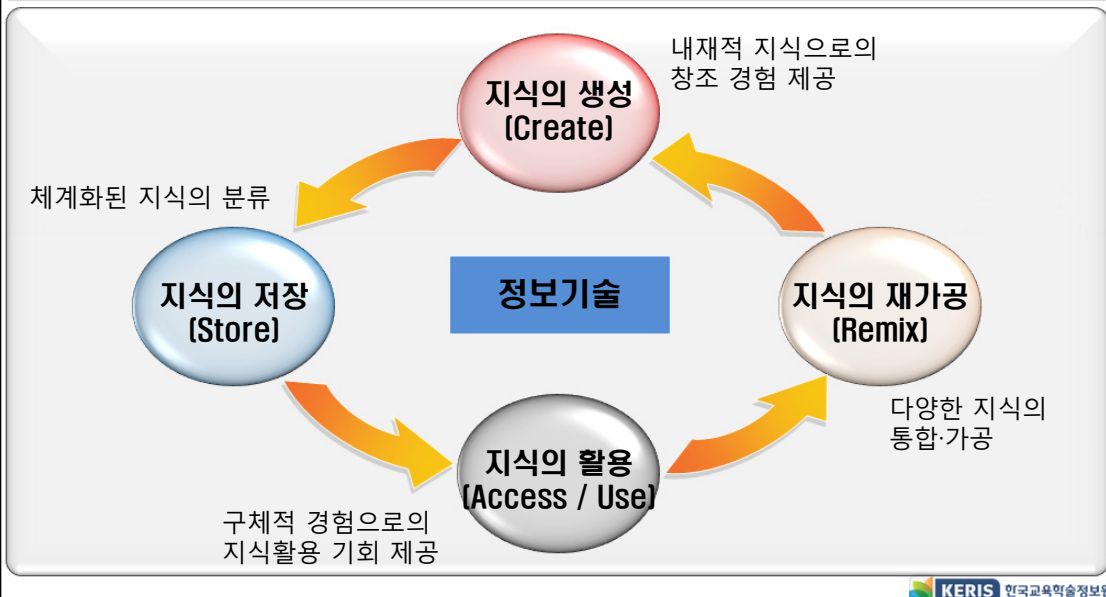 내재적 지식으로의
창조 경험 제공
지식의 생성
(Create)
체계화된 지식의 분류
지식의 저장
(Store)
정보기술
지식의 재가공
(Remix)
다양한 지식의
통합·가공
지식의 활용
(Access / Use)
구체적 경험으로의
지식활용 기회 제공
KERIS 한국교육학술정보원